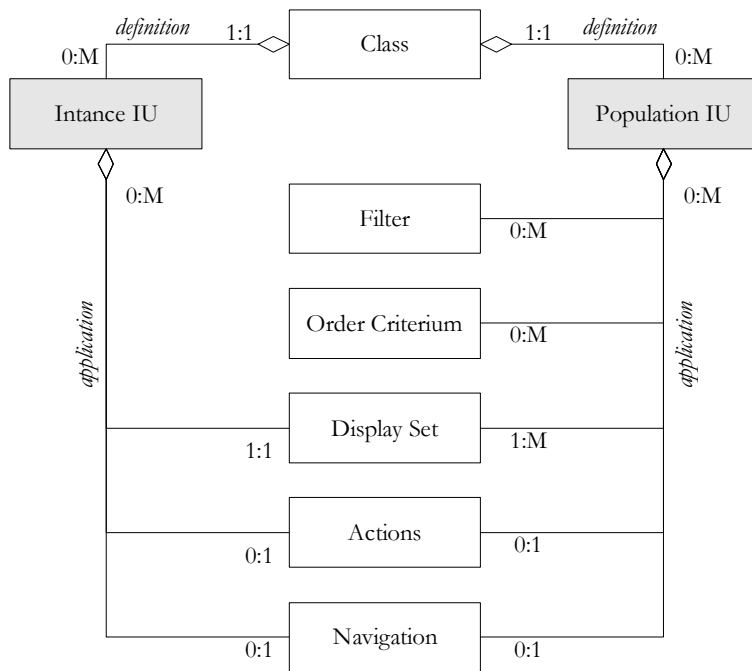 definition
1:1
Class
1:1
definition
0:M
0:M
Intance IU
Population IU
0:M
0:M
Filter
0:M
application
application
Order Criterium
0:M
Display Set
1:1
1:M
Actions
0:1
0:1
Navigation
0:1
0:1